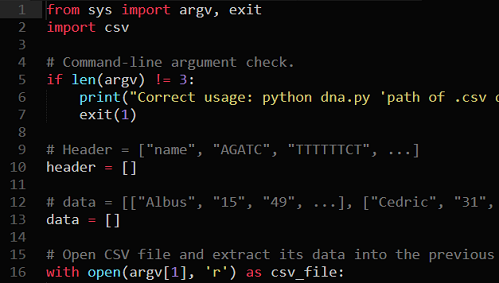 1 from sys import argv, exit
2 import csv
3
4 # Command-line argument check.
5 if len(argv) != 3:
6     print("Correct usage: python dna.py 'path of .csv
7     exit(1)
8
9 # Header = ["name", "AGATC", "TTTTTTCT", ...]
10 header = []
11
12 # data = [["Albus", "15", "49", ...], ["Cedric", "31",
13 data = []
14
15 # Open CSV file and extract its data into the previous
16 with open(argv[1], 'r') as csv_file: